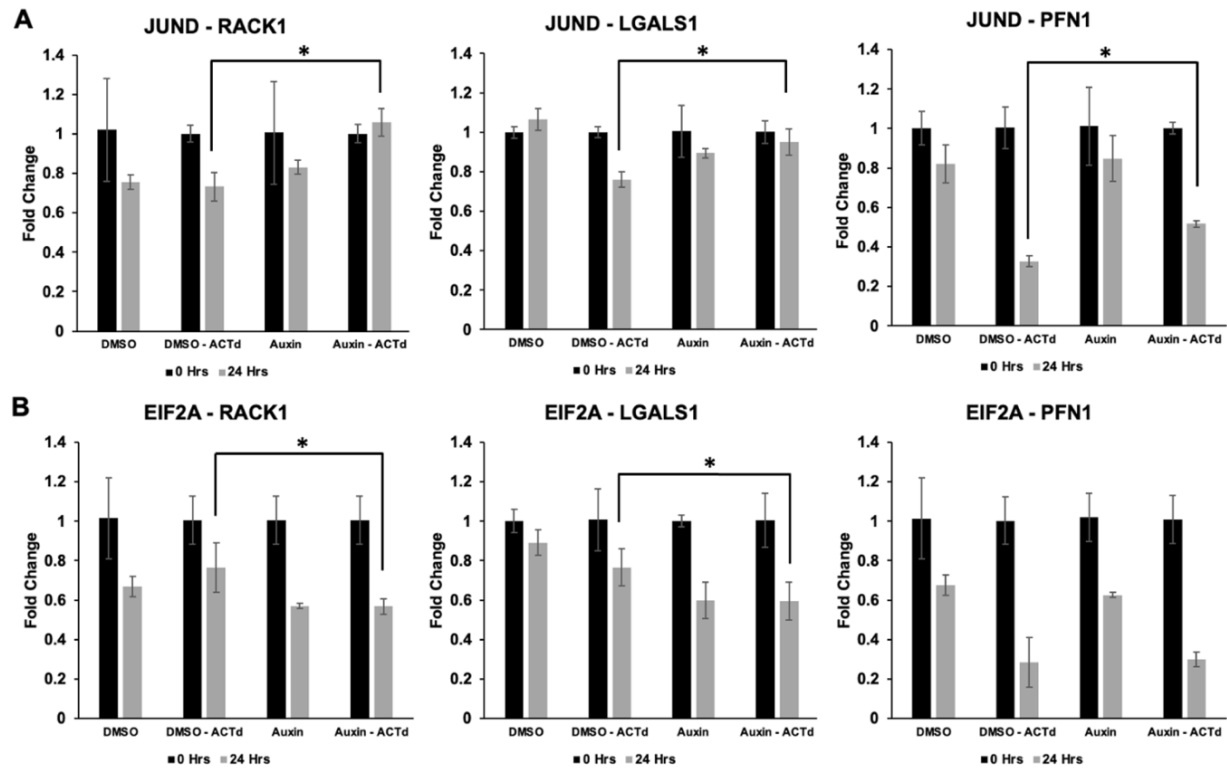 A
JUND - RACK1
JUND - LGALS1
JUND - PFN1
Fold Change
1.4
1.2
1
0.8
0.6
0.4
0.2
0
*
DMSO
DMSO - ACTd
Auxin
Auxin - ACTd
0 Hrs
24 Hrs
Fold Change
1.4
1.2
1
0.8
0.6
0.4
0.2
0
*
DMSO
DMSO - ACTd
Auxin
Auxin - ACTd
0 Hrs
24 Hrs
Fold Change
1.4
1.2
1
0.8
0.6
0.4
0.2
0
*
DMSO
DMSO - ACTd
Auxin
Auxin - ACTd
0 Hrs
24 Hrs
B
EIF2A - RACK1
EIF2A - LGALS1
EIF2A - PFN1
Fold Change
1.4
1.2
1
0.8
0.6
0.4
0.2
0
*
DMSO
DMSO - ACTd
Auxin
Auxin - ACTd
0 Hrs
24 Hrs
Fold Change
1.4
1.2
1
0.8
0.6
0.4
0.2
0
*
DMSO
DMSO - ACTd
Auxin
Auxin - ACTd
0 Hrs
24 Hrs
Fold Change
1.4
1.2
1
0.8
0.6
0.4
0.2
0
DMSO
DMSO - ACTd
Auxin
Auxin - ACTd
0 Hrs
24 Hrs